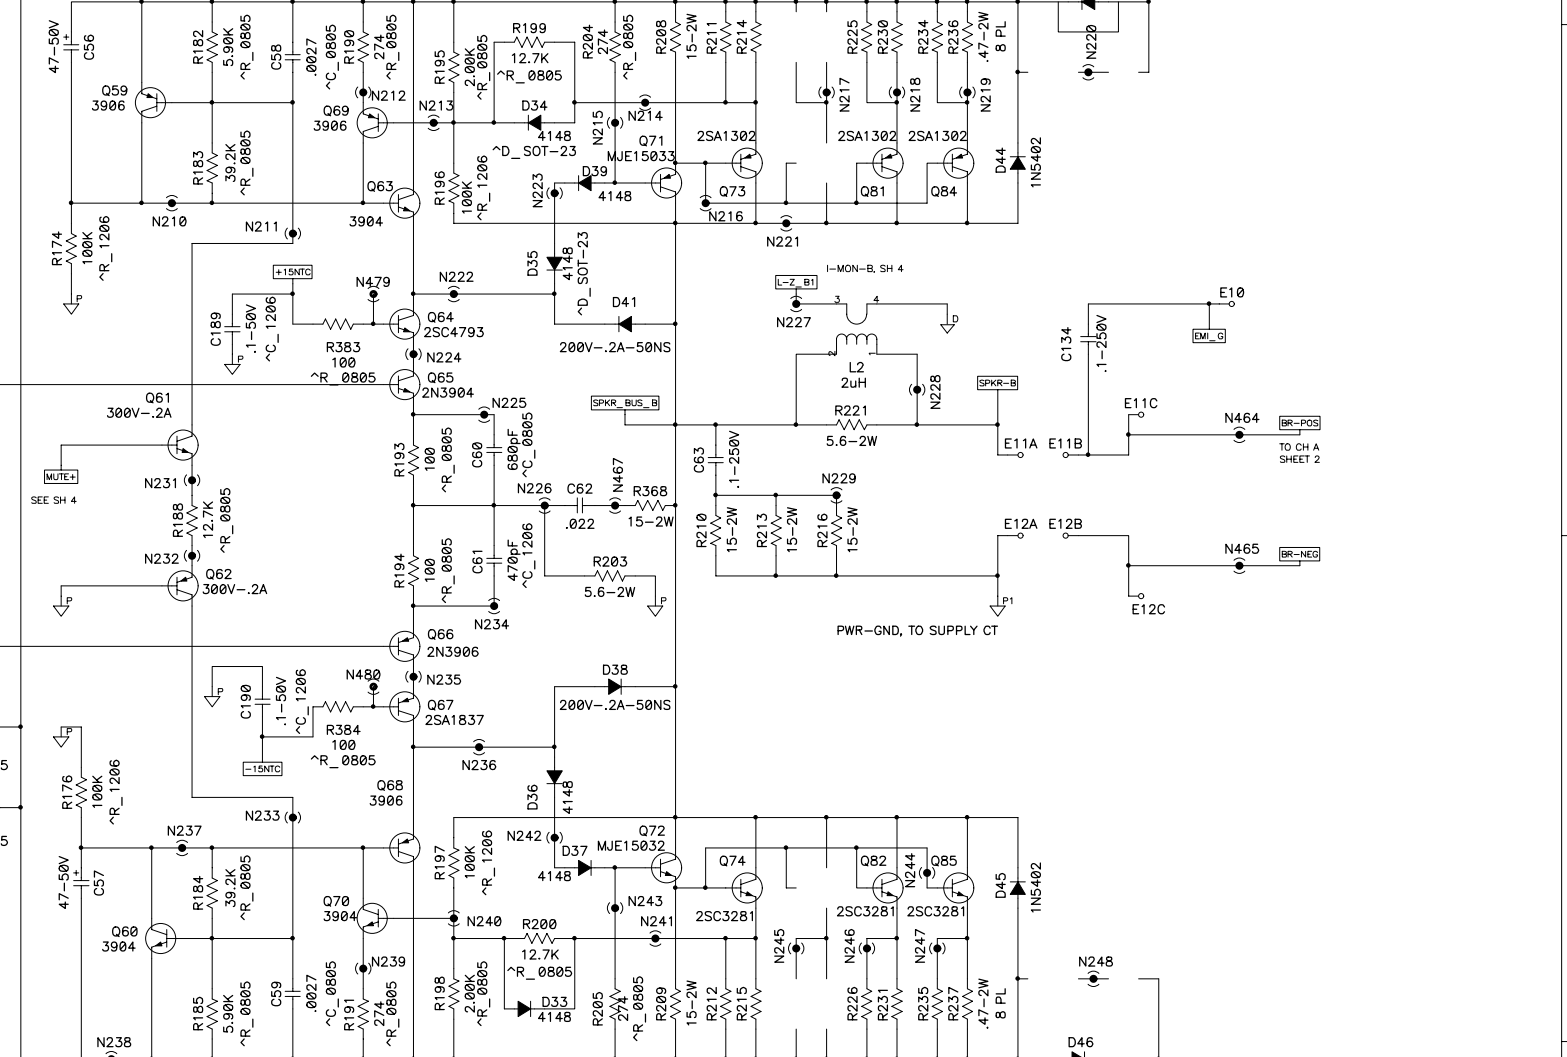 47-50V
+
C56
R182
5.90K
^R_0805
C58
.0027
^C_0805
R190
274
^R_0805
R195
2.00K
^R_0805
R199
12.7K
^R_0805
R204
274
^R_0805
R208
15-2W
R211
R214
R225
R230
R234
R236
.47-2W
8 PL
N220
Q59
3906
N212
Q69
3906
N213
D34
4148
^D_SOT-23
N215
N214
Q71
MJE15033
N217
N218
N219
2SA1302
2SA1302
2SA1302
D44
1N5402
R183
39.2K
^R_0805
Q63
3904
R196
100K
^R_1206
N223
D39
4148
Q73
Q81
Q84
N216
N210
N211
N221
R174
100K
^R_1206
P
+15NTC
N479
N222
D35
4148
^D_SOT-23
I-MON-B, SH 4
L-Z_B1
3
4
N227
D
E10
EMI_G
C189
.1-50V
^C_1206
P
R383
100
^R_0805
Q64
2SC4793
N224
D41
200V-.2A-50NS
2
1
L2
2uH
N228
C134
.1-250V
Q65
2N3904
Q61
300V-.2A
N225
SPKR_BUS_B
R221
5.6-2W
SPKR-B
E11C
E11A
E11B
N464
BR-POS
TO CH A
SHEET 2
MUTE+
SEE SH 4
N231
R188
12.7K
^R_0805
N232
R193
100
^R_0805
C60
680pF
^C_0805
N226
C62
.022
N467
R368
15-2W
C63
.1-250V
N229
R210
15-2W
R213
15-2W
R216
15-2W
E12A
E12B
N465
BR-NEG
Q62
300V-.2A
P
R194
100
^R_0805
C61
470pF
^C_1206
N234
R203
5.6-2W
P
P1
E12C
PWR-GND, TO SUPPLY CT
Q66
2N3906
N480
N235
P
C190
.1-50V
^C_1206
Q67
2SA1837
R384
100
^R_0805
-15NTC
D38
200V-.2A-50NS
N236
P
5
R176
100K
^R_1206
5
Q68
3906
D36
4148
N233
N237
R197
100K
^R_1206
N242
D37
4148
Q72
MJE15032
Q74
Q82
N244
Q85
D45
1N5402
47-50V
+
C57
R184
39.2K
^R_0805
Q70
3904
N240
R200
12.7K
^R_0805
N243
N241
2SC3281
2SC3281
2SC3281
Q60
3904
N245
N246
N247
N239
N248
R185
5.90K
^R_0805
C59
.0027
^C_0805
R191
274
^R_0805
R198
2.00K
^R_0805
D33
4148
R205
274
^R_0805
R209
15-2W
R212
R215
R226
R231
R235
R237
.47-2W
8 PL
N238
D46